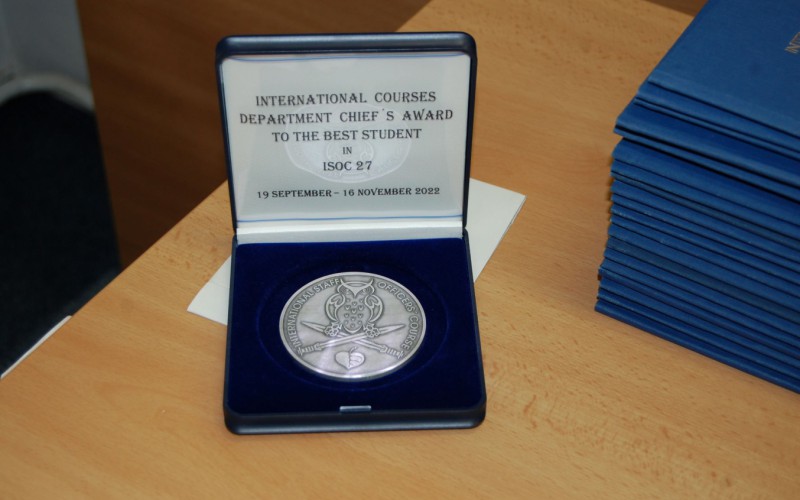 INTERNATIONAL COURSES
DEPARTMENT CHIEF´S AWARD
TO THE BEST STUDENT
IN
ISOC 27
19 SEPTEMBER – 16 NOVEMBER 2022
INTERNATIONAL STAFF OFFICERS COURSE